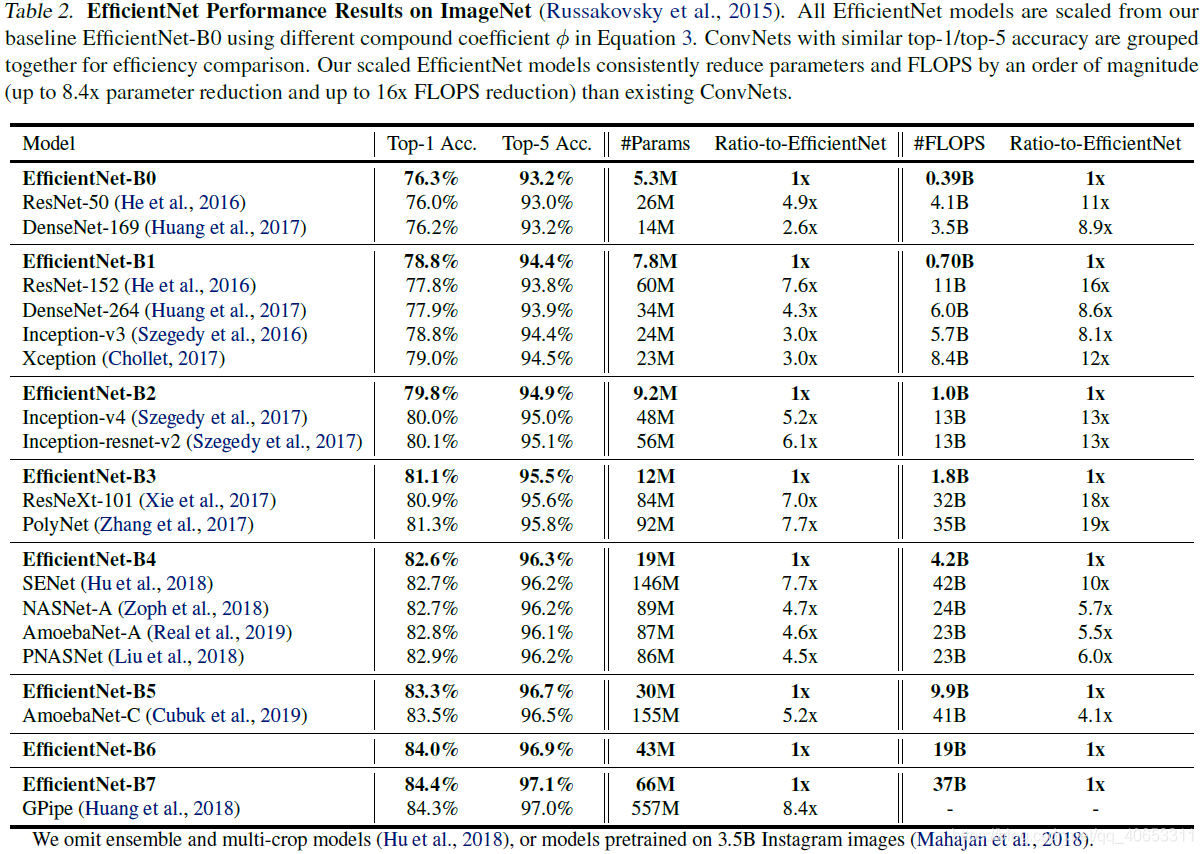 Table 2. EfficientNet Performance Results on ImageNet (Russakovsky et al., 2015). All EfficientNet models are scaled from our
baseline EfficientNet-B0 using different compound coefficient ϕ in Equation 3. ConvNets with similar top-1/top-5 accuracy are grouped
together for efficiency comparison. Our scaled EfficientNet models consistently reduce parameters and FLOPS by an order of magnitude
(up to 8.4x parameter reduction and up to 16x FLOPS reduction) than existing ConvNets.
Model Top-1 Acc. Top-5 Acc. #Params Ratio-to-EfficientNet #FLOPS Ratio-to-EfficientNet
EfficientNet-B0 76.3% 93.2% 5.3M 1x 0.39B 1x
ResNet-50 (He et al., 2016) 76.0% 93.0% 26M 4.9x 4.1B 11x
DenseNet-169 (Huang et al., 2017) 76.2% 93.2% 14M 2.6x 3.5B 8.9x
EfficientNet-B1 78.8% 94.4% 7.8M 1x 0.70B 1x
ResNet-152 (He et al., 2016) 77.8% 93.8% 60M 7.6x 11B 16x
DenseNet-264 (Huang et al., 2017) 77.9% 93.9% 34M 4.3x 6.0B 8.6x
Inception-v3 (Szegedy et al., 2016) 78.8% 94.4% 24M 3.0x 5.7B 8.1x
Xception (Chollet, 2017) 79.0% 94.5% 23M 3.0x 8.4B 12x
EfficientNet-B2 79.8% 94.9% 9.2M 1x 1.0B 1x
Inception-v4 (Szegedy et al., 2017) 80.0% 95.0% 48M 5.2x 13B 13x
Inception-resnet-v2 (Szegedy et al., 2017) 80.1% 95.1% 56M 6.1x 13B 13x
EfficientNet-B3 81.1% 95.5% 12M 1x 1.8B 1x
ResNeXt-101 (Xie et al., 2017) 80.9% 95.6% 84M 7.0x 32B 18x
PolyNet (Zhang et al., 2017) 81.3% 95.8% 92M 7.7x 35B 19x
EfficientNet-B4 82.6% 96.3% 19M 1x 4.2B 1x
SENet (Hu et al., 2018) 82.7% 96.2% 146M 7.7x 42B 10x
NASNet-A (Zoph et al., 2018) 82.7% 96.2% 89M 4.7x 24B 5.7x
AmoebaNet-A (Real et al., 2019) 82.8% 96.1% 87M 4.6x 23B 5.5x
PNASNet (Liu et al., 2018) 82.9% 96.2% 86M 4.5x 23B 6.0x
EfficientNet-B5 83.3% 96.7% 30M 1x 9.9B 1x
AmoebaNet-C (Cubuk et al., 2019) 83.5% 96.5% 155M 5.2x 41B 4.1x
EfficientNet-B6 84.0% 96.9% 43M 1x 19B 1x
EfficientNet-B7 84.4% 97.1% 66M 1x 37B 1x
GPipe (Huang et al., 2018) 84.3% 97.0% 557M 8.4x - -
We omit ensemble and multi-crop models (Hu et al., 2018), or models pretrained on 3.5B Instagram images (Mahajan et al., 2018).